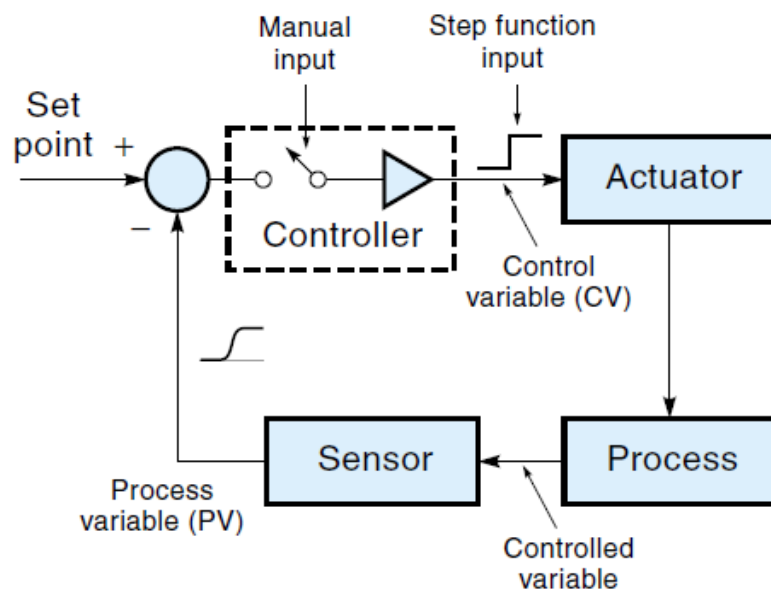 Manual
input
Step function
input
Set
point
+
−
Controller
Actuator
Control
variable (CV)
Sensor
Process
Process
variable (PV)
Controlled
variable